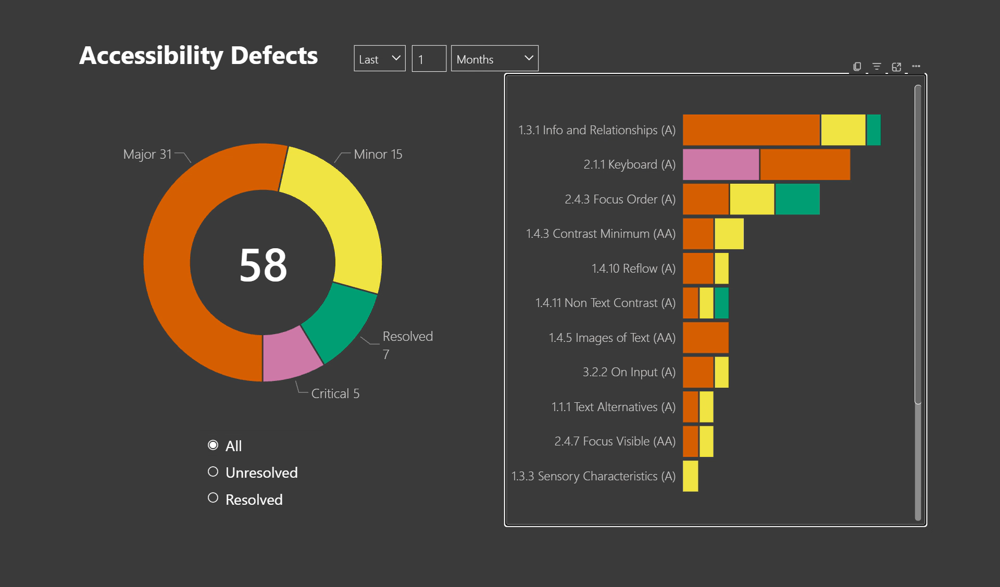 Accessibility Defects
Last
1
Months
Major 31
Minor 15
58
Resolved
7
Critical 5
All
Unresolved
Resolved
1.3.1 Info and Relationships (A)
2.1.1 Keyboard (A)
2.4.3 Focus Order (A)
1.4.3 Contrast Minimum (AA)
1.4.10 Reflow (A)
1.4.11 Non Text Contrast (A)
1.4.5 Images of Text (AA)
3.2.2 On Input (A)
1.1.1 Text Alternatives (A)
2.4.7 Focus Visible (AA)
1.3.3 Sensory Characteristics (A)